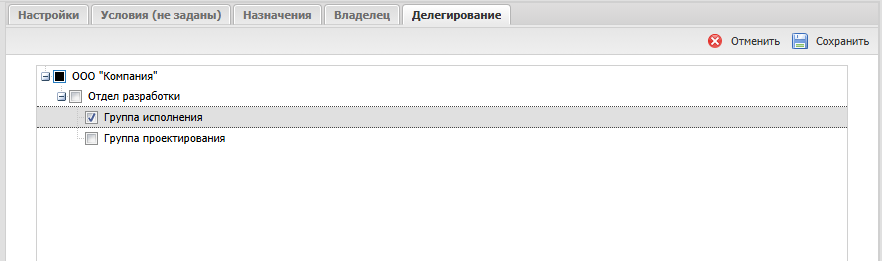 Настройки Условия (не заданы) Назначения Владелец Делегирование
Отменить Сохранить
ООО "Компания"
Отдел разработки
Группа исполнения
Группа проектирования